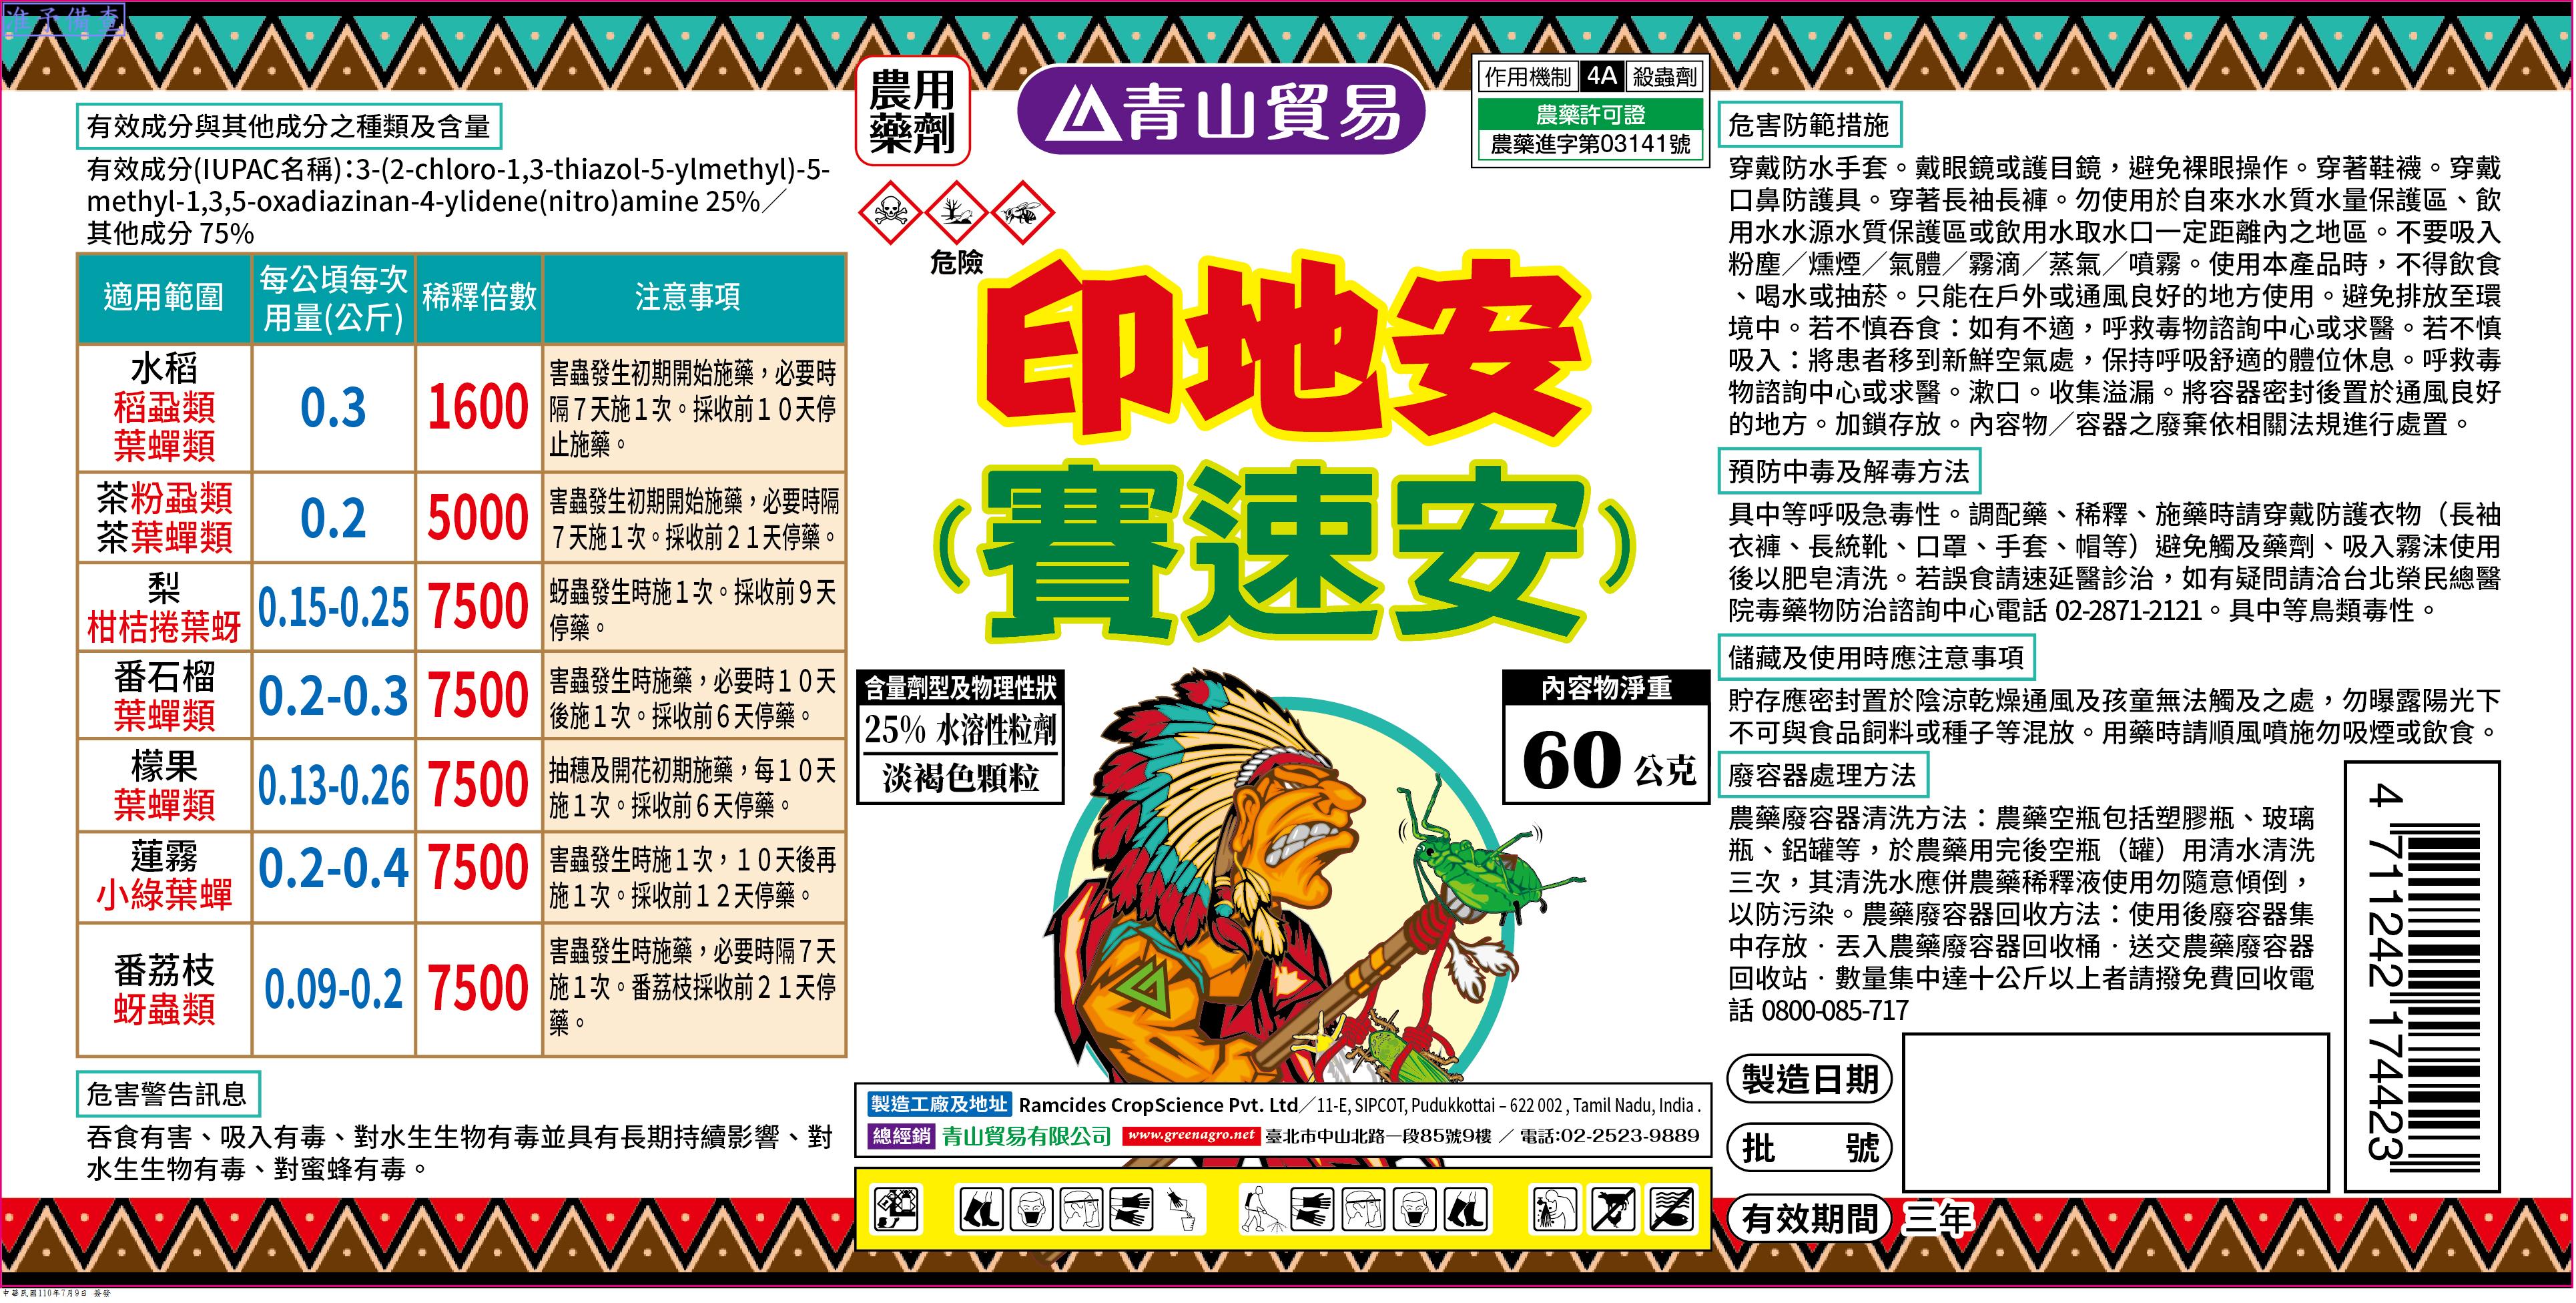 准予備查
有效成分與其他成分之種類及含量
有效成分(IUPAC名稱):3-(2-chloro-1,3-thiazol-5-ylmethyl)-5-
methyl-1,3,5-oxadiazinan-4-ylidene(nitro)amine 25%／
其他成分 75%
適用範圍 每公頃每次用量(公斤) 稀釋倍數 注意事項
水稻
稻蝨類
葉蟬類
0.3
1600
害蟲發生初期開始施藥，必要時
隔７天施１次。採收前１０天停
止施藥。
茶粉蝨類
茶葉蟬類
0.2
5000
害蟲發生初期開始施藥，必要時隔
７天施１次。採收前２１天停藥。
梨
柑桔捲葉蚜
0.15-0.25
7500
蚜蟲發生時施１次。採收前９天
停藥。
番石榴
葉蟬類
0.2-0.3
7500
害蟲發生時施藥，必要時１０天
後施１次。採收前６天停藥。
檬果
葉蟬類
0.13-0.26
7500
抽穗及開花初期施藥，每１０天
施１次。採收前６天停藥。
蓮霧
小綠葉蟬
0.2-0.4
7500
害蟲發生時施１次，１０天後再
施１次。採收前１２天停藥。
番荔枝
蚜蟲類
0.09-0.2
7500
害蟲發生時施藥，必要時隔７天
施１次。番荔枝採收前２１天停
藥。
危害警告訊息
吞食有害、吸入有毒、對水生生物有毒並具有長期持續影響、對
水生生物有毒、對蜜蜂有毒。
農用
藥劑
青山貿易
作用機制 4A 殺蟲劑
農藥許可證
農藥進字第03141號
危險
印地安
(賽速安)
含量劑型及物理性狀
25% 水溶性粒劑
淡褐色顆粒
內容物淨重
60 公克
製造工廠及地址 Ramcides CropScience Pvt. Ltd／11-E, SIPCOT, Pudukkottai – 622 002 , Tamil Nadu, India .
總經銷 青山貿易有限公司 www.greenagro.net 臺北市中山北路一段85號9樓 ／ 電話:02-2523-9889
危害防範措施
穿戴防水手套。戴眼鏡或護目鏡，避免裸眼操作。穿著鞋襪。穿戴
口鼻防護具。穿著長袖長褲。勿使用於自來水水質水量保護區、飲
用水水源水質保護區或飲用水取水口一定距離內之地區。不要吸入
粉塵／燻煙／氣體／霧滴／蒸氣／噴霧。使用本產品時，不得飲食
、喝水或抽菸。只能在戶外或通風良好的地方使用。避免排放至環
境中。若不慎吞食：如有不適，呼救毒物諮詢中心或求醫。若不慎
吸入：將患者移到新鮮空氣處，保持呼吸舒適的體位休息。呼救毒
物諮詢中心或求醫。漱口。收集溢漏。將容器密封後置於通風良好
的地方。加鎖存放。內容物／容器之廢棄依相關法規進行處置。
預防中毒及解毒方法
具中等呼吸急毒性。調配藥、稀釋、施藥時請穿戴防護衣物（長袖
衣褲、長統靴、口罩、手套、帽等）避免觸及藥劑、吸入霧沫使用
後以肥皂清洗。若誤食請速延醫診治，如有疑問請洽台北榮民總醫
院毒藥物防治諮詢中心電話 02-2871-2121。具中等鳥類毒性。
儲藏及使用時應注意事項
貯存應密封置於陰涼乾燥通風及孩童無法觸及之處，勿曝露陽光下
不可與食品飼料或種子等混放。用藥時請順風噴施勿吸煙或飲食。
廢容器處理方法
農藥廢容器清洗方法：農藥空瓶包括塑膠瓶、玻璃
瓶、鋁罐等，於農藥用完後空瓶（罐）用清水清洗
三次，其清洗水應併農藥稀釋液使用勿隨意傾倒，
以防污染。農藥廢容器回收方法：使用後廢容器集
中存放．丟入農藥廢容器回收桶．送交農藥廢容器
回收站．數量集中達十公斤以上者請撥免費回收電
話 0800-085-717
4 711242 174423
製造日期
批 號
有效期間 三年
中華民國110年7月9日 簽發